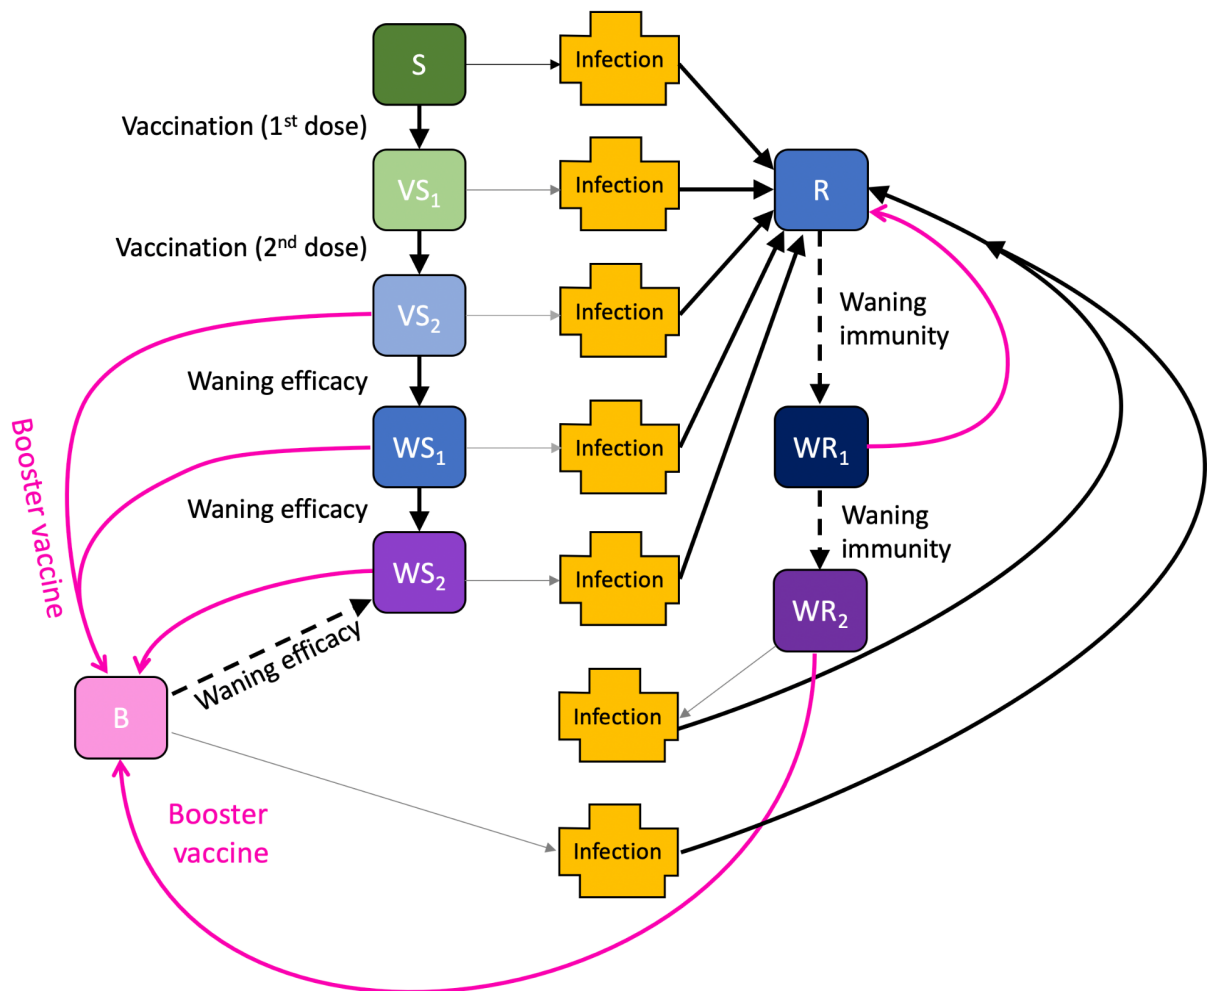 S
Infection
Vaccination (1st dose)
VS1
Infection
R
Vaccination (2nd dose)
VS2
Infection
Waning
immunity
Waning efficacy
Booster vaccine
WS1
Infection
WR1
Waning efficacy
Waning
immunity
WS2
Infection
WR2
Waning efficacy
B
Infection
Booster
vaccine
Infection